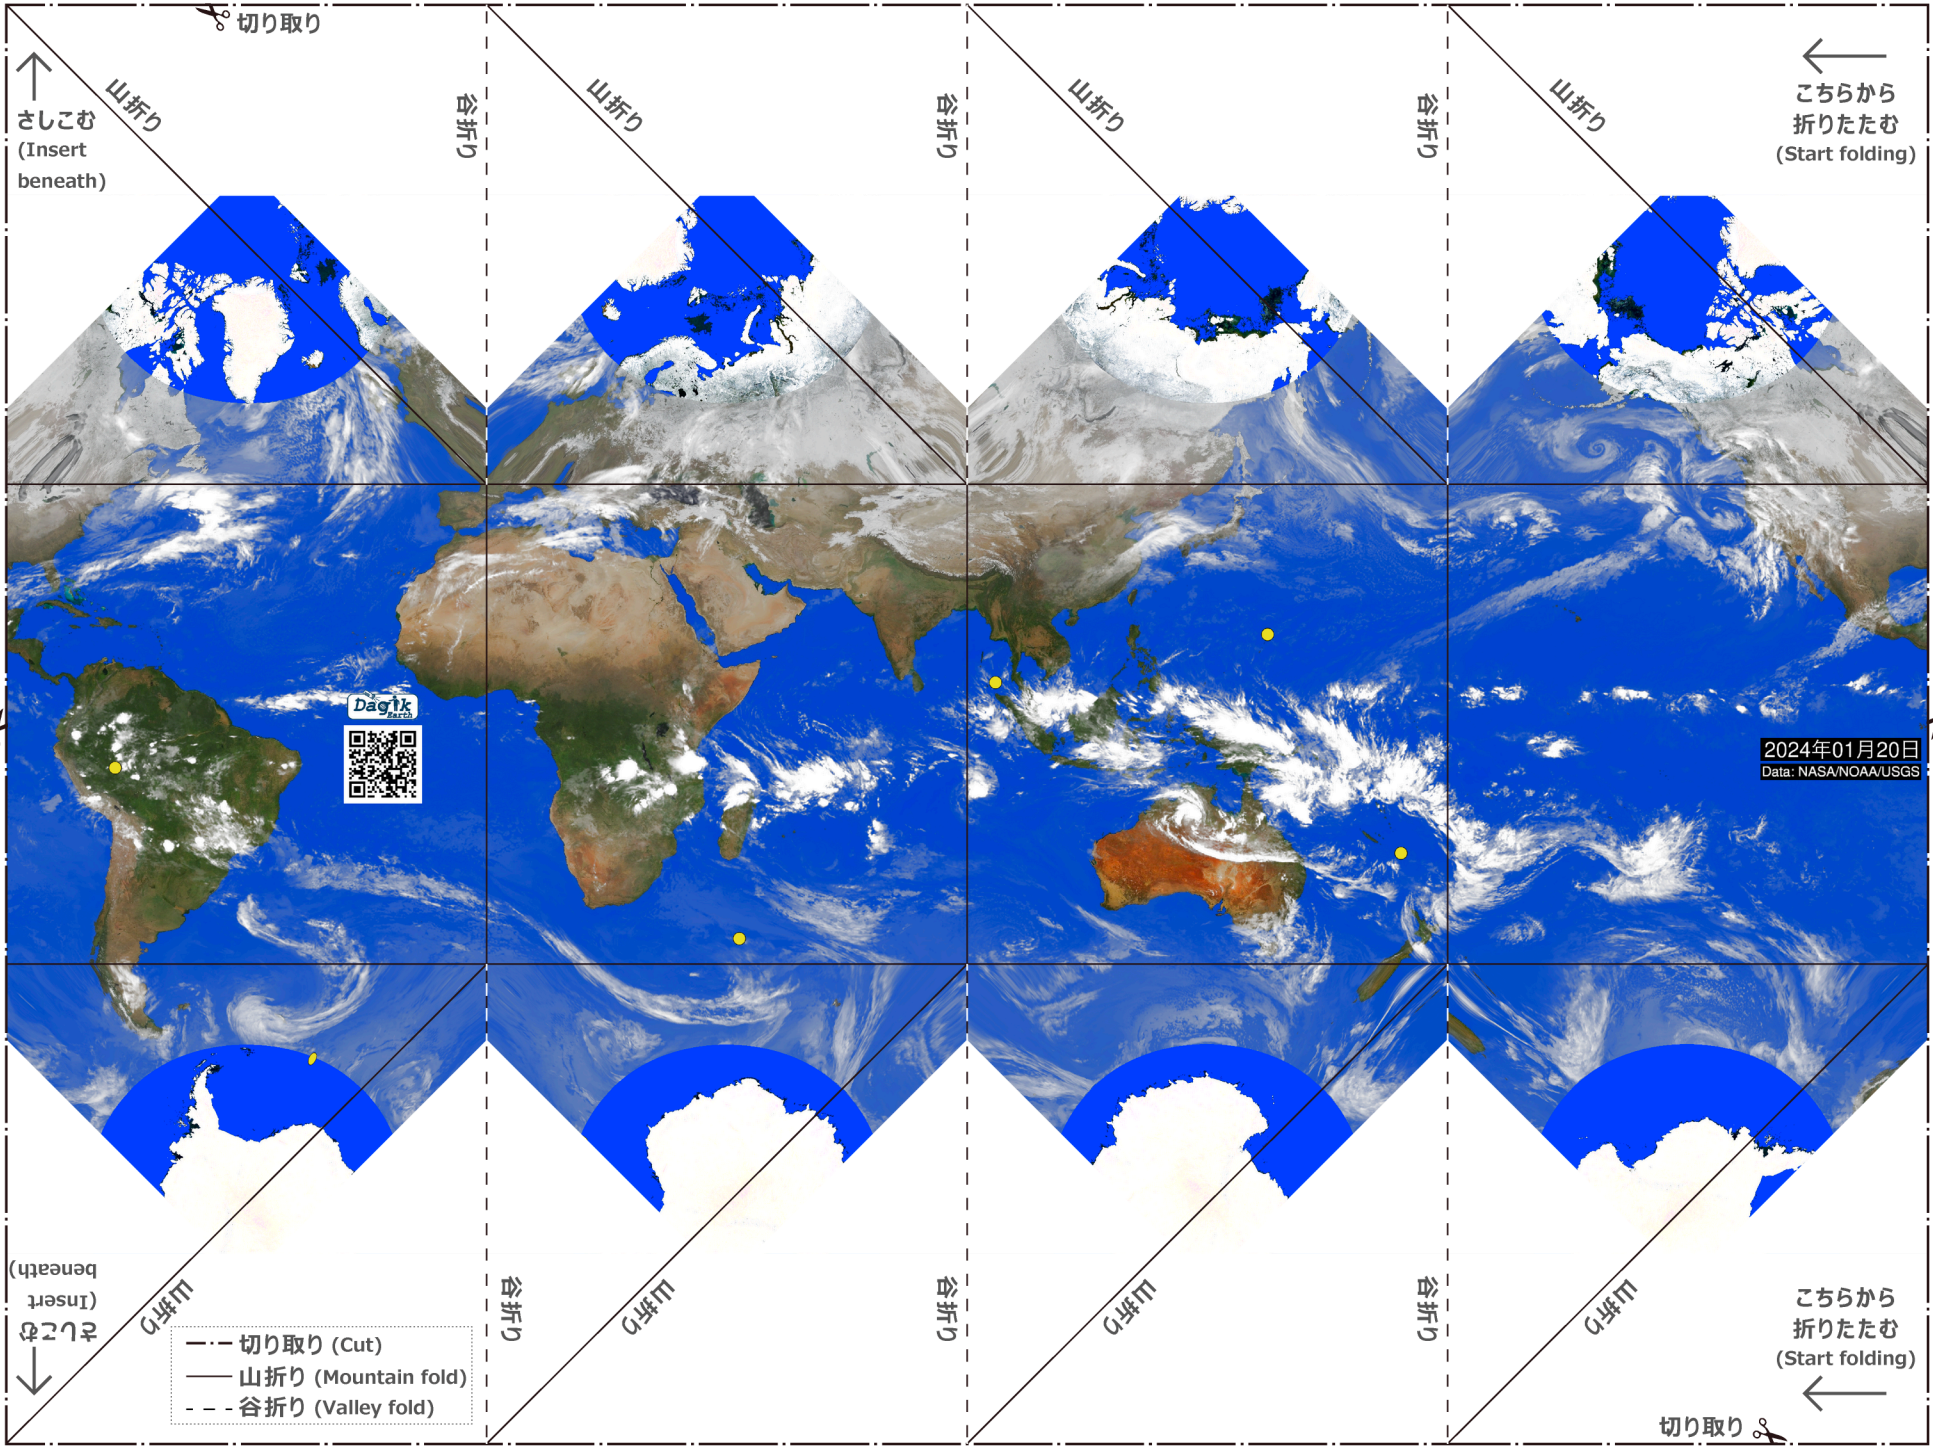 切り取り
山折り
谷折り
山折り
谷折り
山折り
谷折り
山折り
さしこむ
(Insert
beneath)
こちらから
折りたたむ
(Start folding)
Dagik
Earth
2024年01月20日
Data: NASA/NOAA/USGS
さしこむ
(Insert
beneath)
山折り
谷折り
山折り
谷折り
山折り
谷折り
山折り
こちらから
折りたたむ
(Start folding)
切り取り (Cut)
山折り (Mountain fold)
谷折り (Valley fold)
切り取り